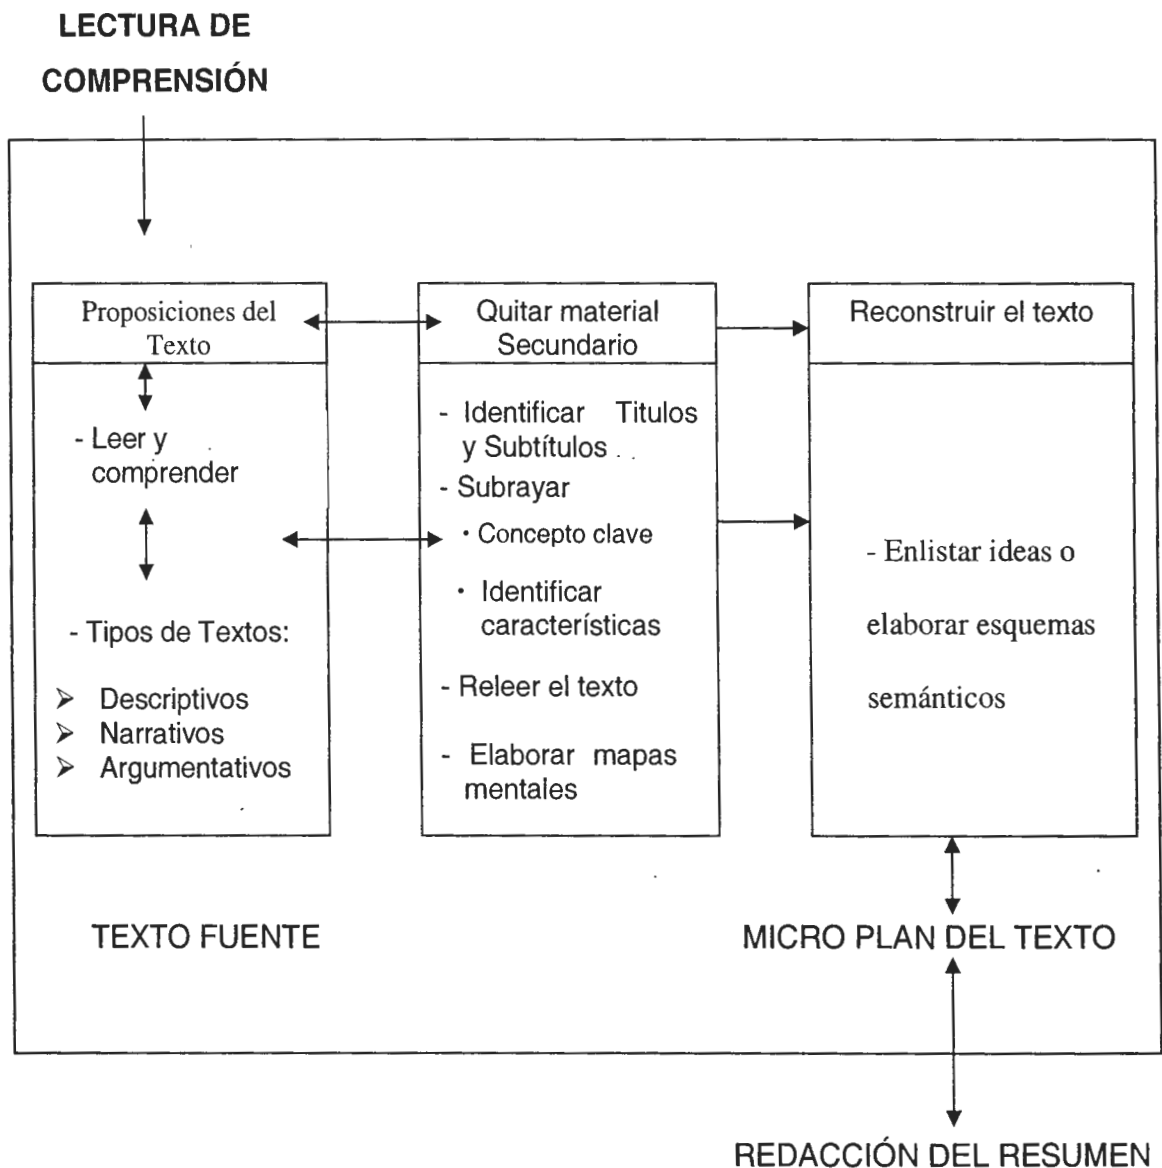 LECTURA DE
COMPRENSIÓN
Proposiciones del
Texto
- Leer y
comprender
- Tipos de Textos:
➢ Descriptivos
➢ Narrativos
➢ Argumentativos
Quitar material
Secundario
- Identificar Titulos
y Subtítulos
- Subrayar
• Concepto clave
• Identificar
características
- Releer el texto
- Elaborar mapas
mentales
Reconstruir el texto
- Enlistar ideas o
elaborar esquemas
semánticos
TEXTO FUENTE
MICRO PLAN DEL TEXTO
REDACCIÓN DEL RESUMEN